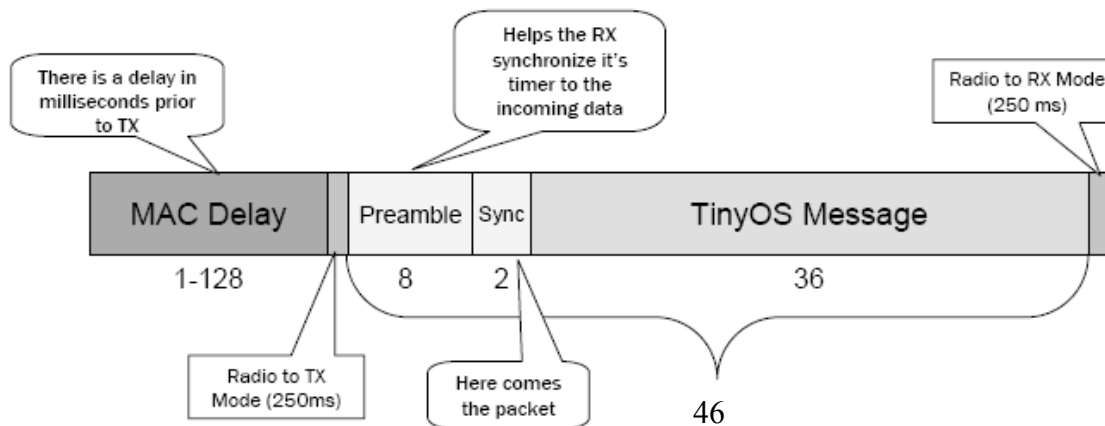 There is a delay in
milliseconds prior
to TX
Helps the RX
synchronize it's
timer to the
incoming data
Radio to RX Mode
(250 ms)
MAC Delay
Preamble
Sync
TinyOS Message
1-128
8
2
36
Radio to TX
Mode (250ms)
Here comes
the packet
46